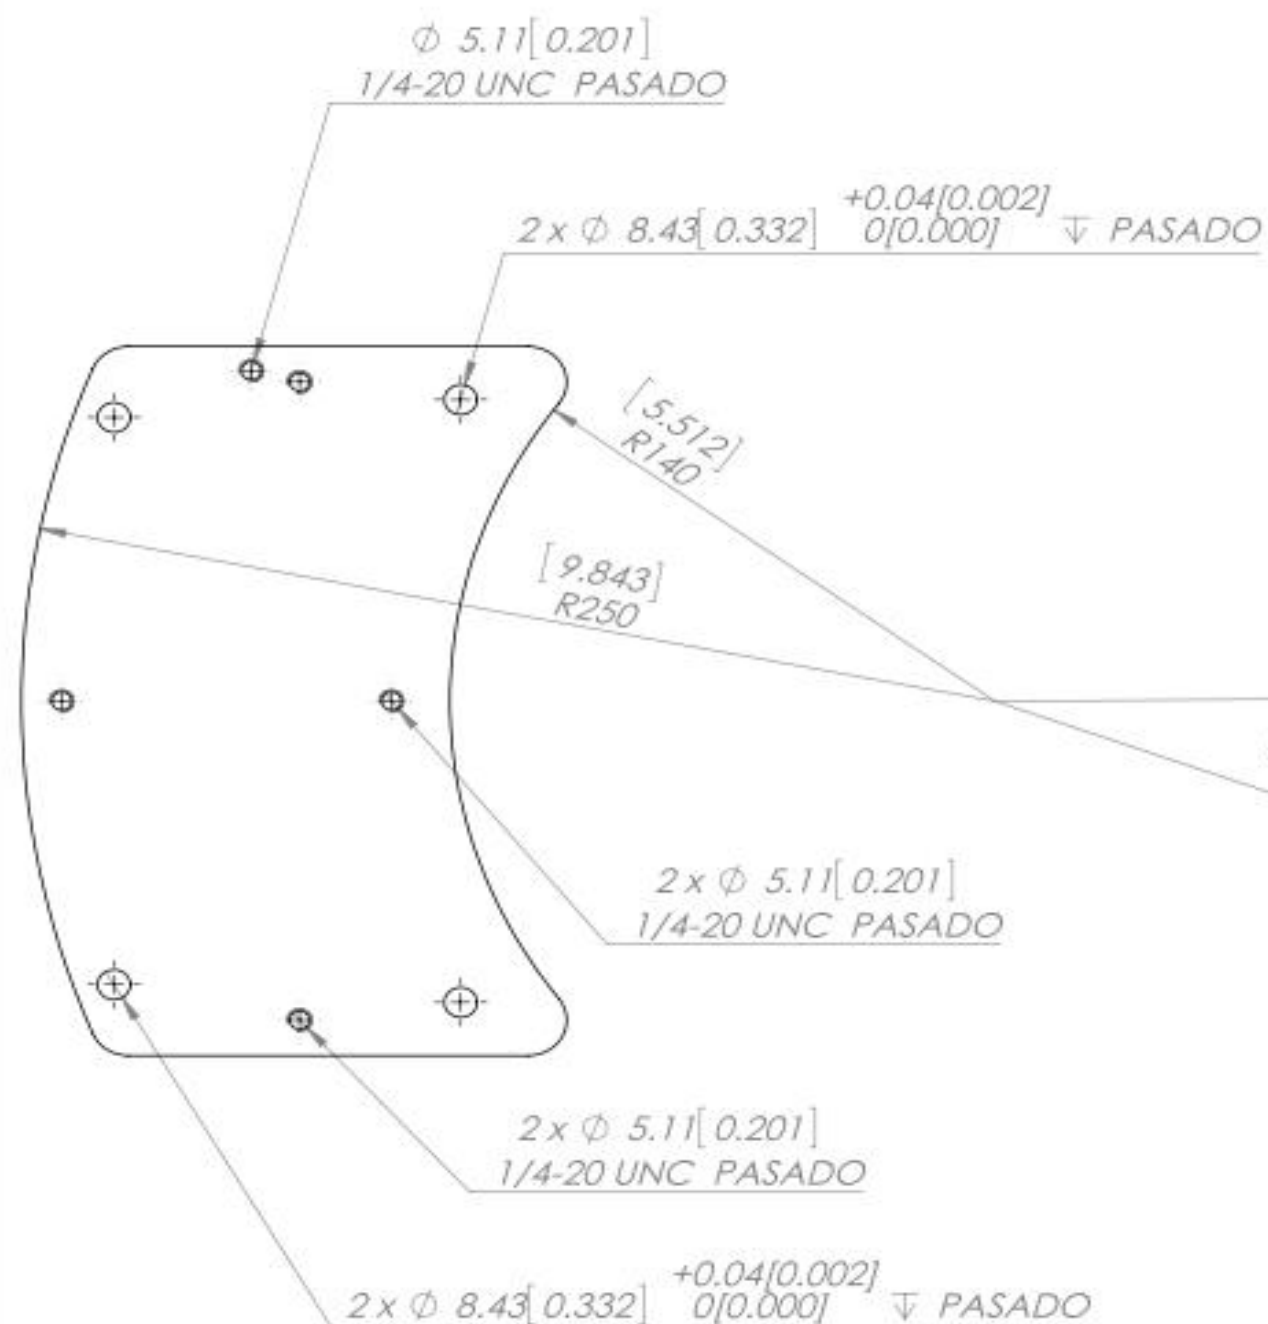 ⌀ 5.11[0.201]
1/4-20 UNC PASADO
+0.04[0.002]
2 x ⌀ 8.43[0.332] 0[0.000] ↧ PASADO
[5.512]
R140
[9.843]
R250
2 x ⌀ 5.11[0.201]
1/4-20 UNC PASADO
2 x ⌀ 5.11[0.201]
1/4-20 UNC PASADO
+0.04[0.002]
2 x ⌀ 8.43[0.332] 0[0.000] ↧ PASADO